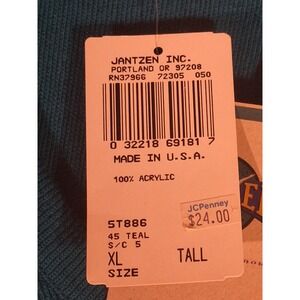 JANTZEN INC.
PORTLAND OR 97208
RN37966 72305 050
0 32218 69181 7
MADE IN U.S.A.
100% ACRYLIC
ST886
45 TEAL
S/C 5
XL TALL
SIZE
JCPenney
$24.00